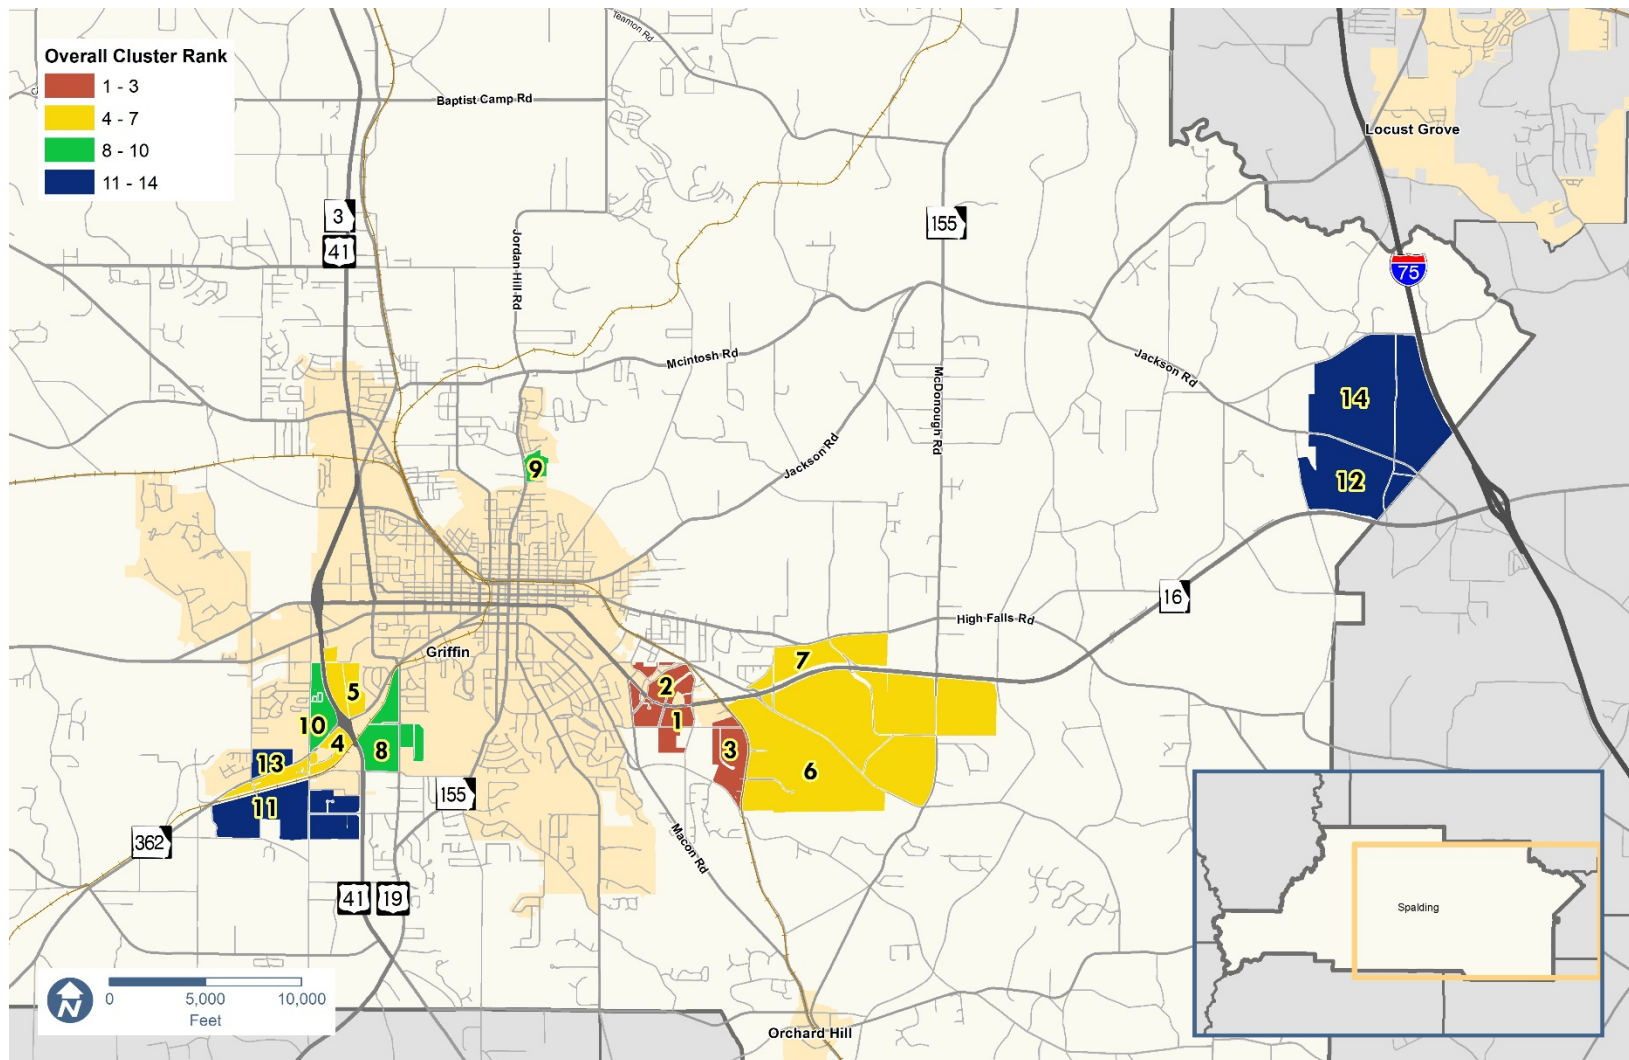 Teamon Rd
Overall Cluster Rank
1 - 3
4 - 7
8 - 10
11 - 14
Baptist Camp Rd
Locust Grove
3
41
155
Jordan Hill Rd
75
Mcintosh Rd
Jackson Rd
McDonough Rd
14
Jackson Rd
9
12
16
High Falls Rd
Griffin
7
2
5
1
10
4
8
3
13
6
11
155
362
Macon Rd
41
19
Spalding
N
0
5,000
10,000
Feet
Orchard Hill